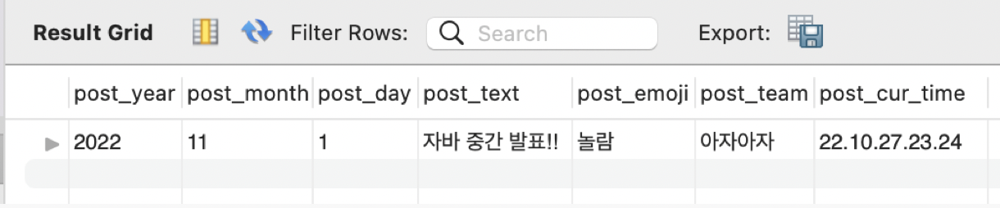 Result Grid Filter Rows: Search Export:
post_year post_month post_day post_text post_emoji post_team post_cur_time
2022 11 1 자바 중간 발표!! 놀람 아자아자 22.10.27.23.24